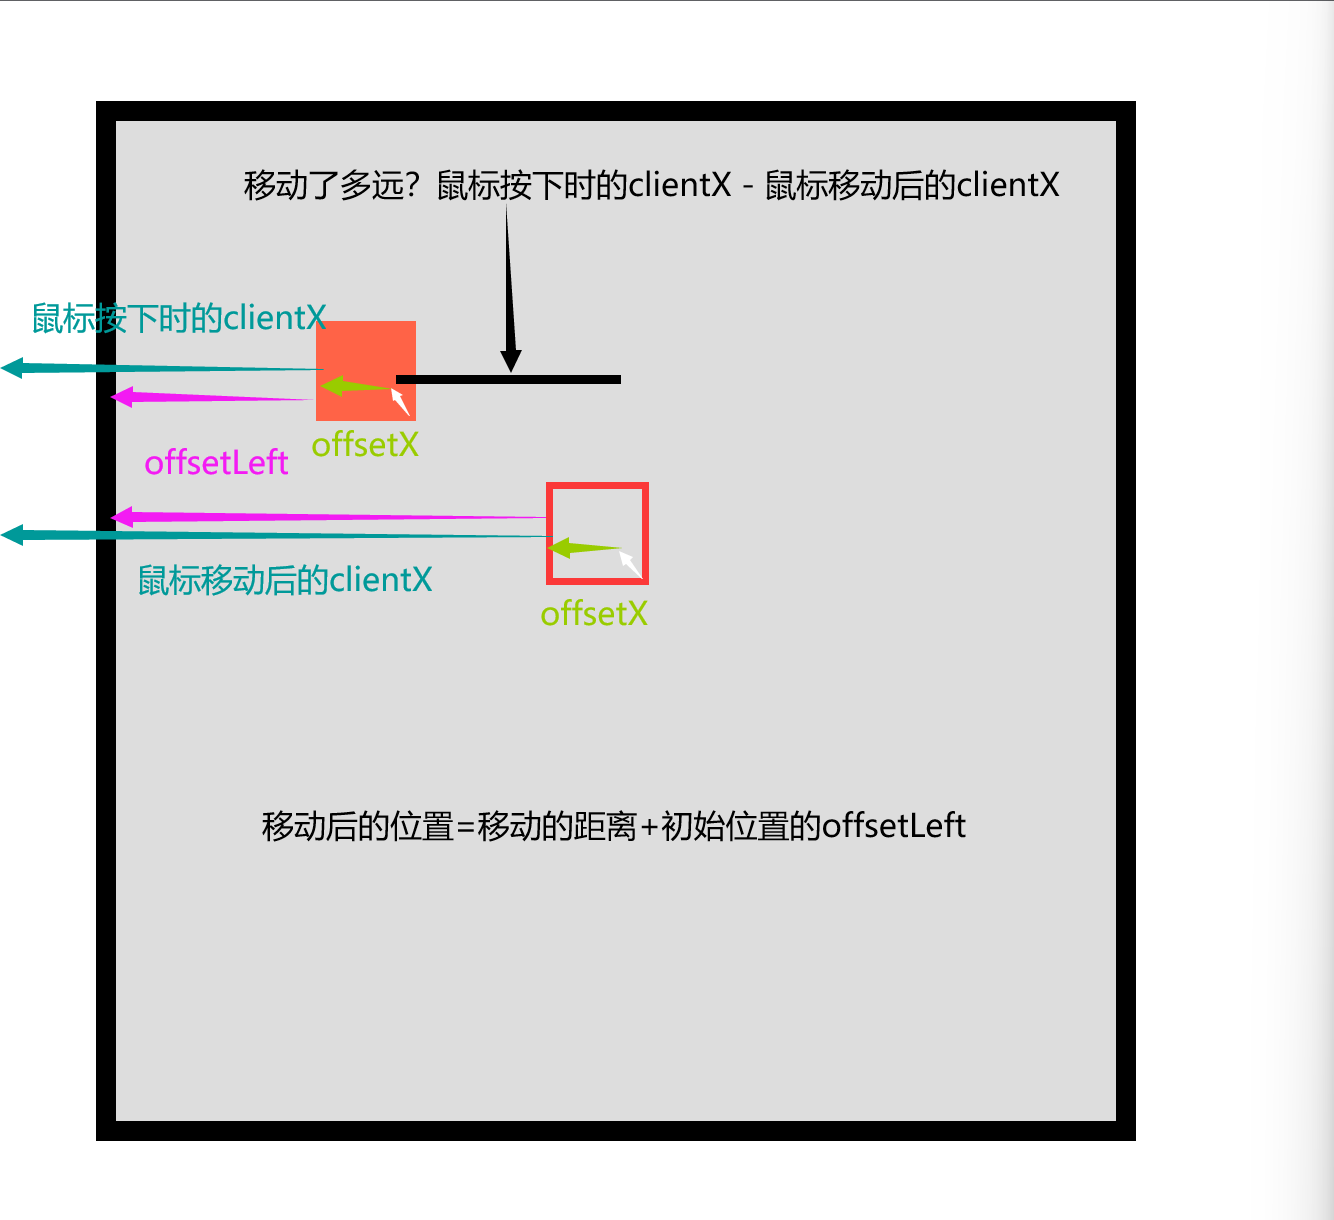 移动了多远？鼠标按下时的clientX - 鼠标移动后的clientX
鼠标按下时的clientX
offsetX
offsetLeft
鼠标移动后的clientX
offsetX
移动后的位置=移动的距离+初始位置的offsetLeft